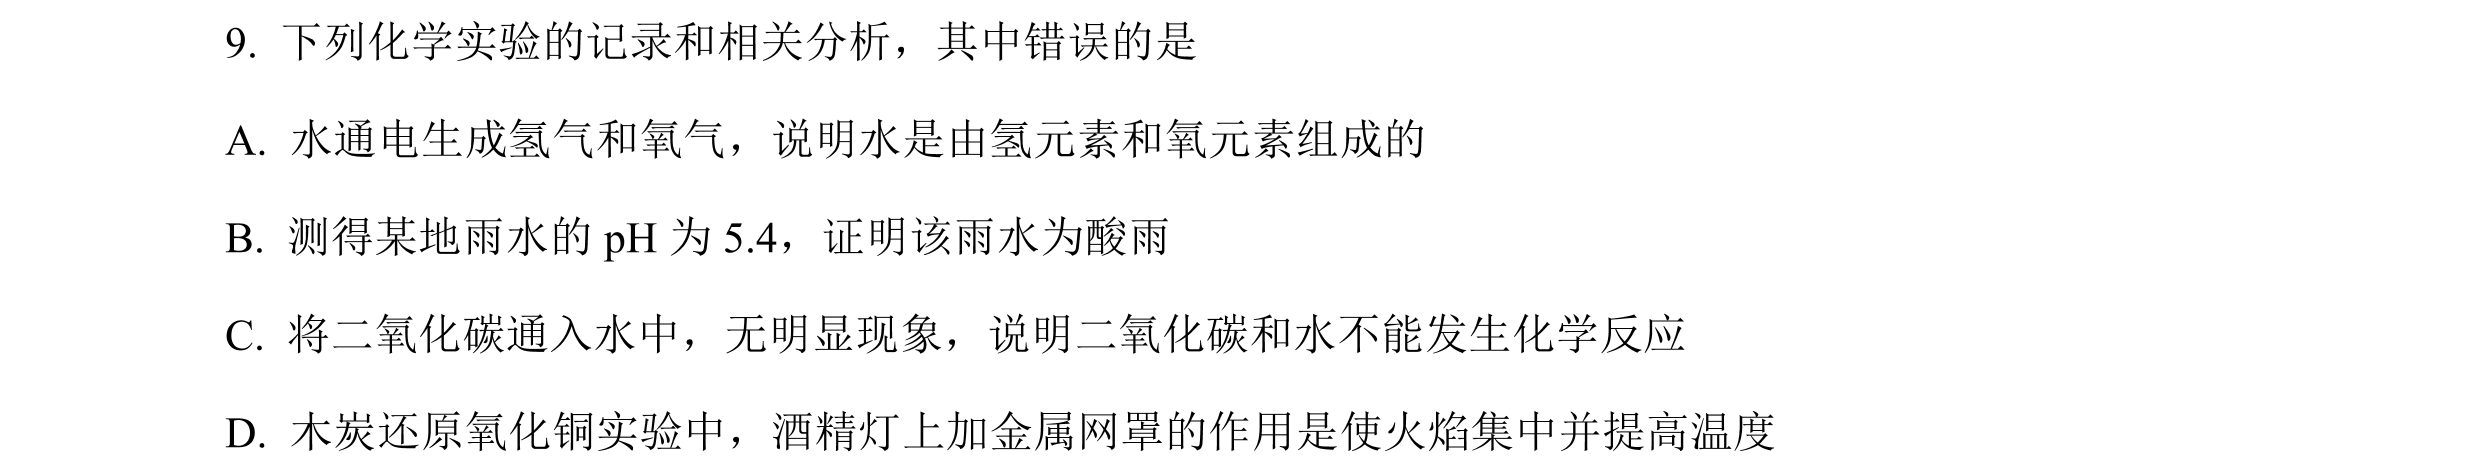 9. 下列化学实验的记录和相关分析，其中错误的是
A. 水通电生成氢气和氧气，说明水是由氢元素和氧元素组成的
B. 测得某地雨水的 pH 为 5.4，证明该雨水为酸雨
C. 将二氧化碳通入水中，无明显现象，说明二氧化碳和水不能发生化学反应
D. 木炭还原氧化铜实验中，酒精灯上加金属网罩的作用是使火焰集中并提高温度